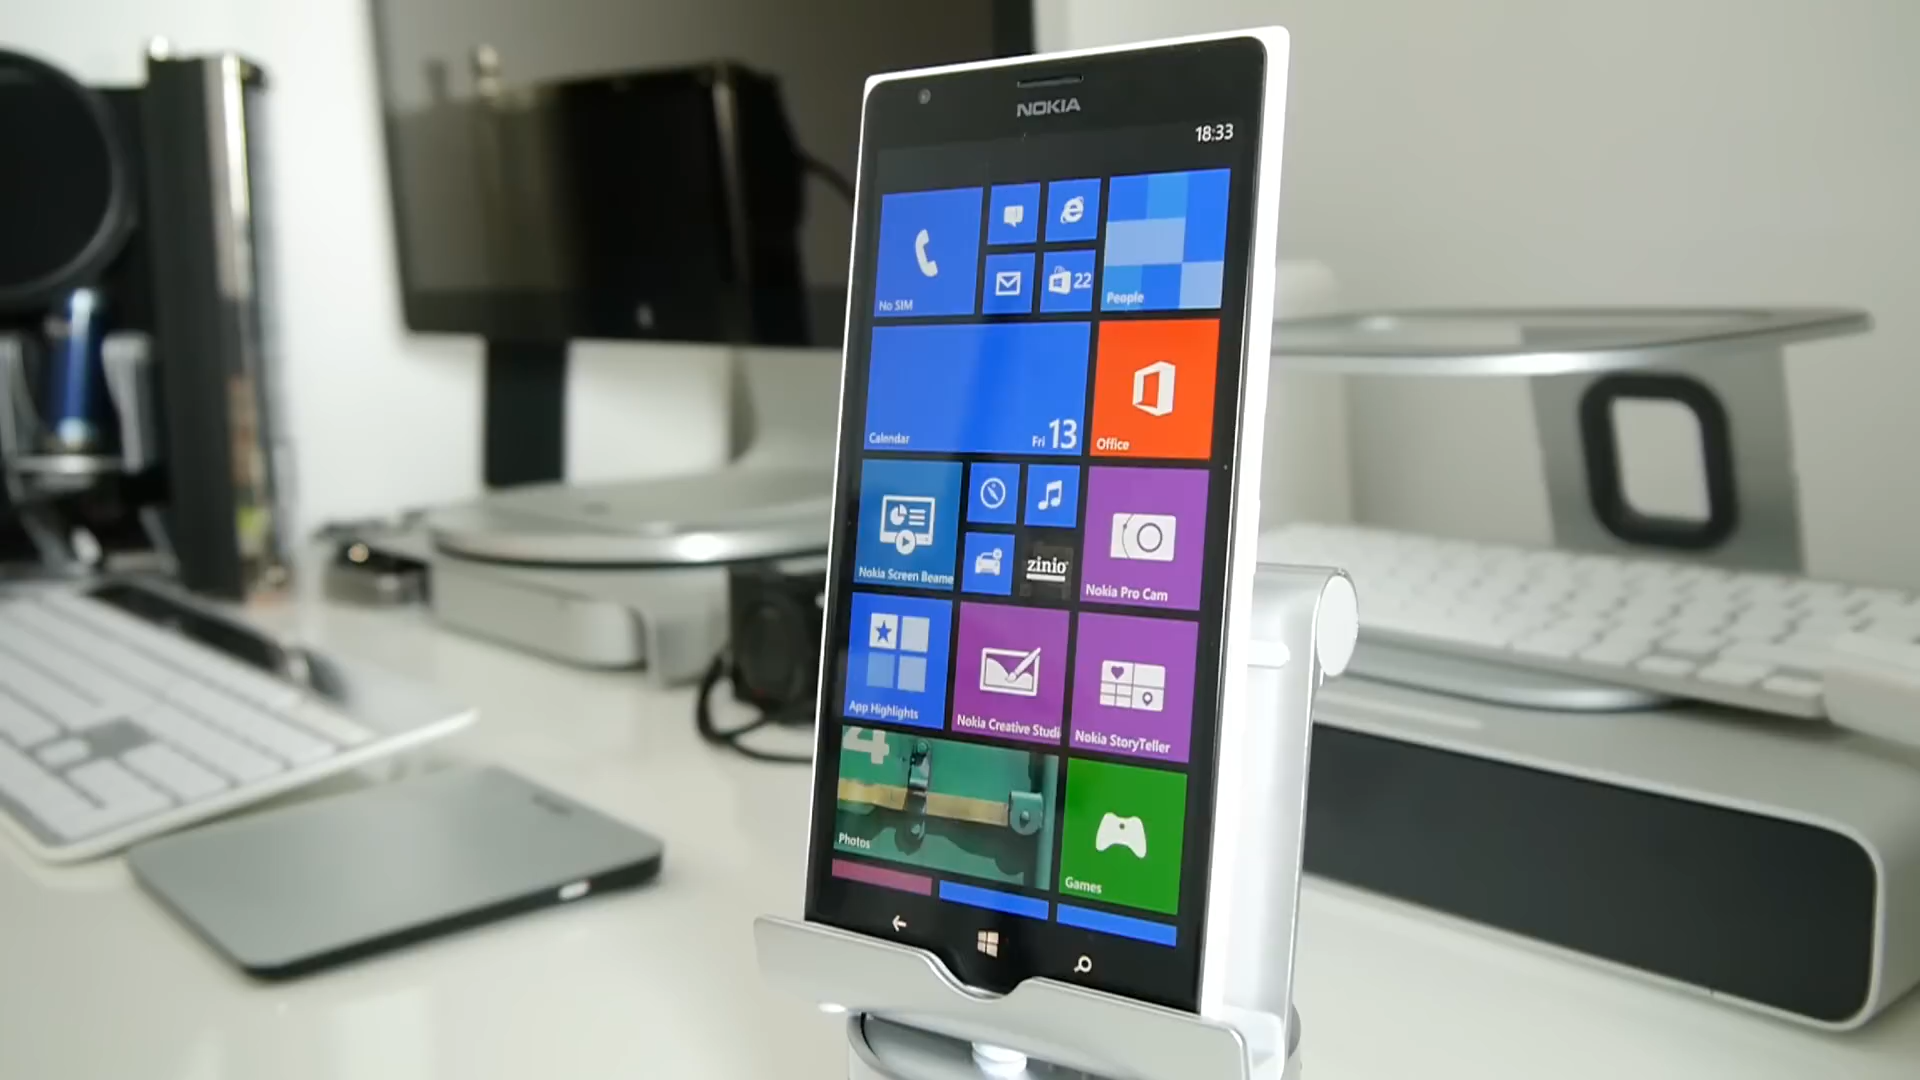 NOKIA
18:33
No SIM
22
People
Calendar
Fri 13
Office
Nokia Screen Beame
zinio
Nokia Pro Cam
App Highlights
Nokia Creative Studi
Nokia StoryTeller
4
Photos
Games